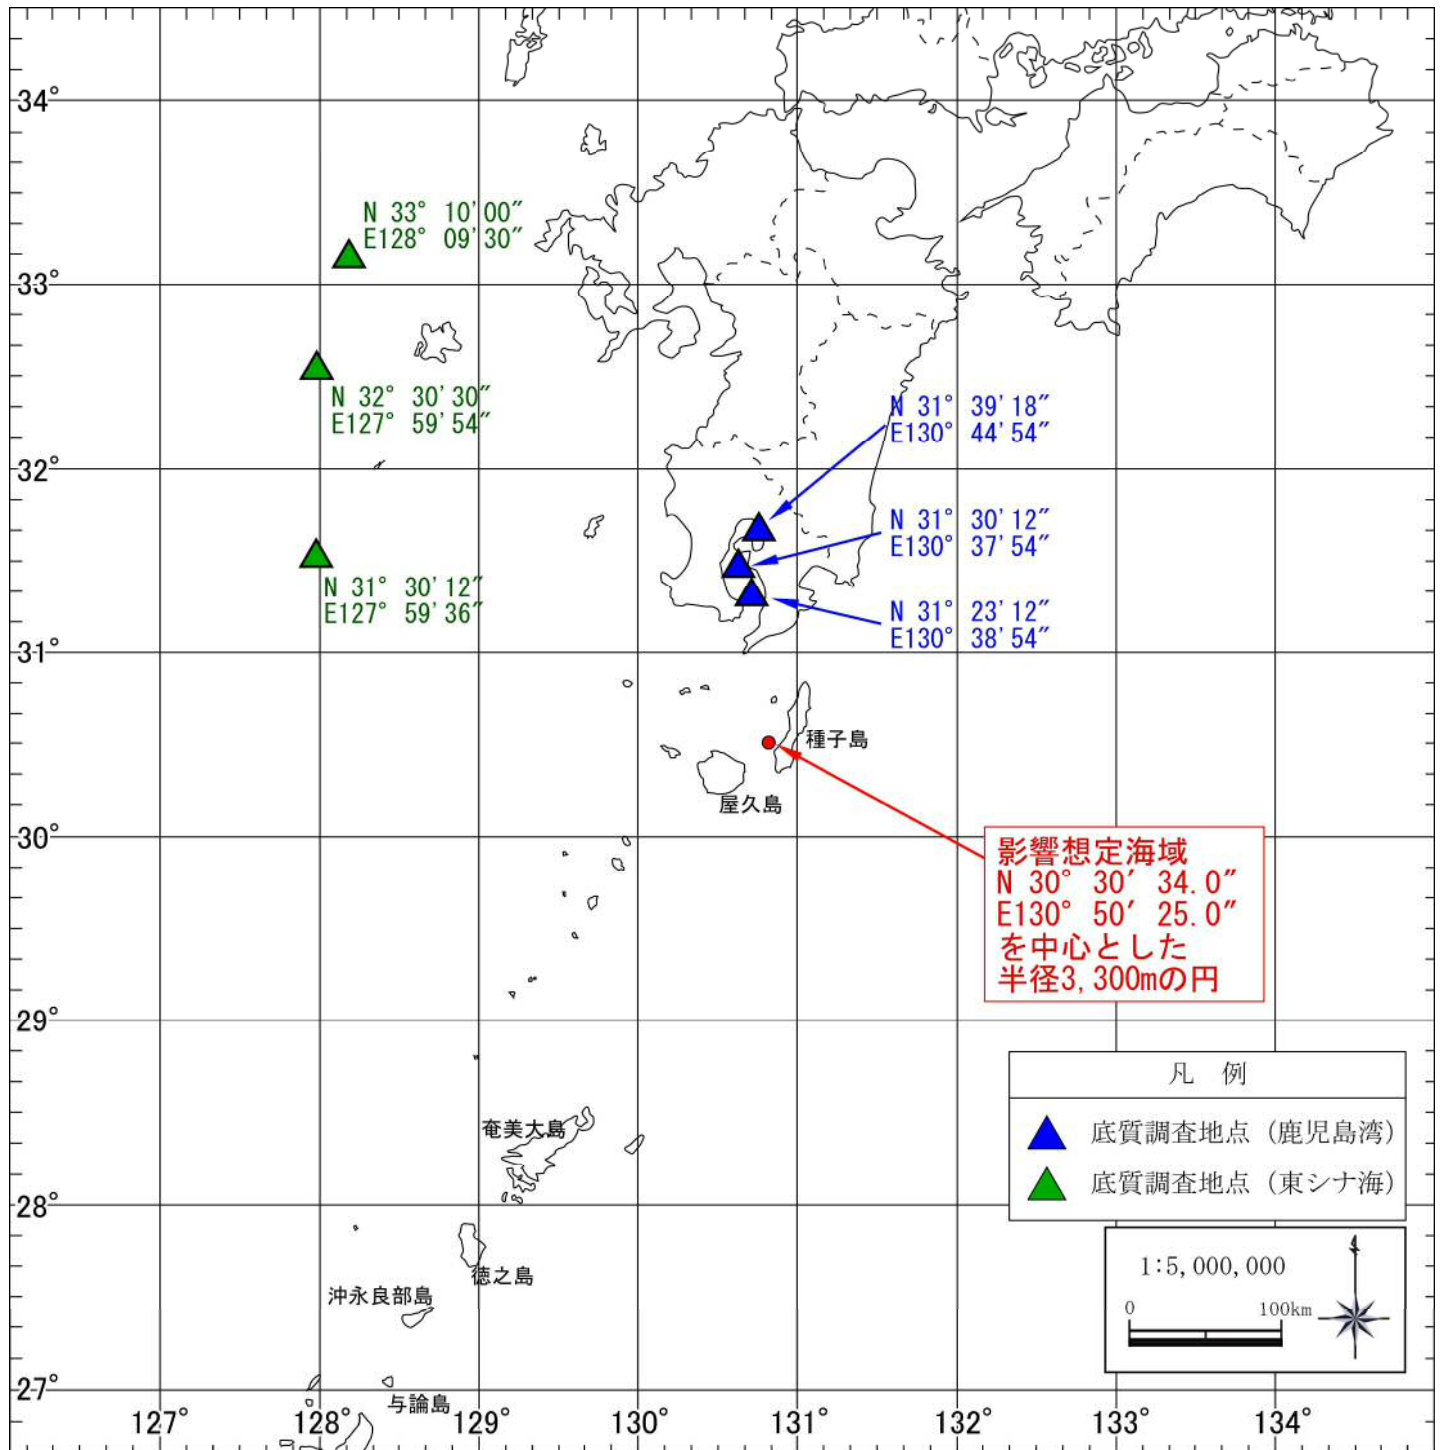 34°
N 33° 10′00″
E128° 09′30″
33°
N 32° 30′30″
E127° 59′54″
N 31° 39′18″
E130° 44′54″
32°
N 31° 30′12″
E130° 37′54″
N 31° 30′12″
E127° 59′36″
N 31° 23′12″
E130° 38′54″
31°
種子島
屋久島
30°
影響想定海域
N 30° 30′ 34.0″
E130° 50′ 25.0″
を中心とした
半径3,300mの円
29°
凡 例
底質調査地点（鹿児島湾）
底質調査地点（東シナ海）
奄美大島
28°
徳之島
沖永良部島
1:5,000,000
0 100km
27°
与論島
127° 128° 129° 130° 131° 132° 133° 134°